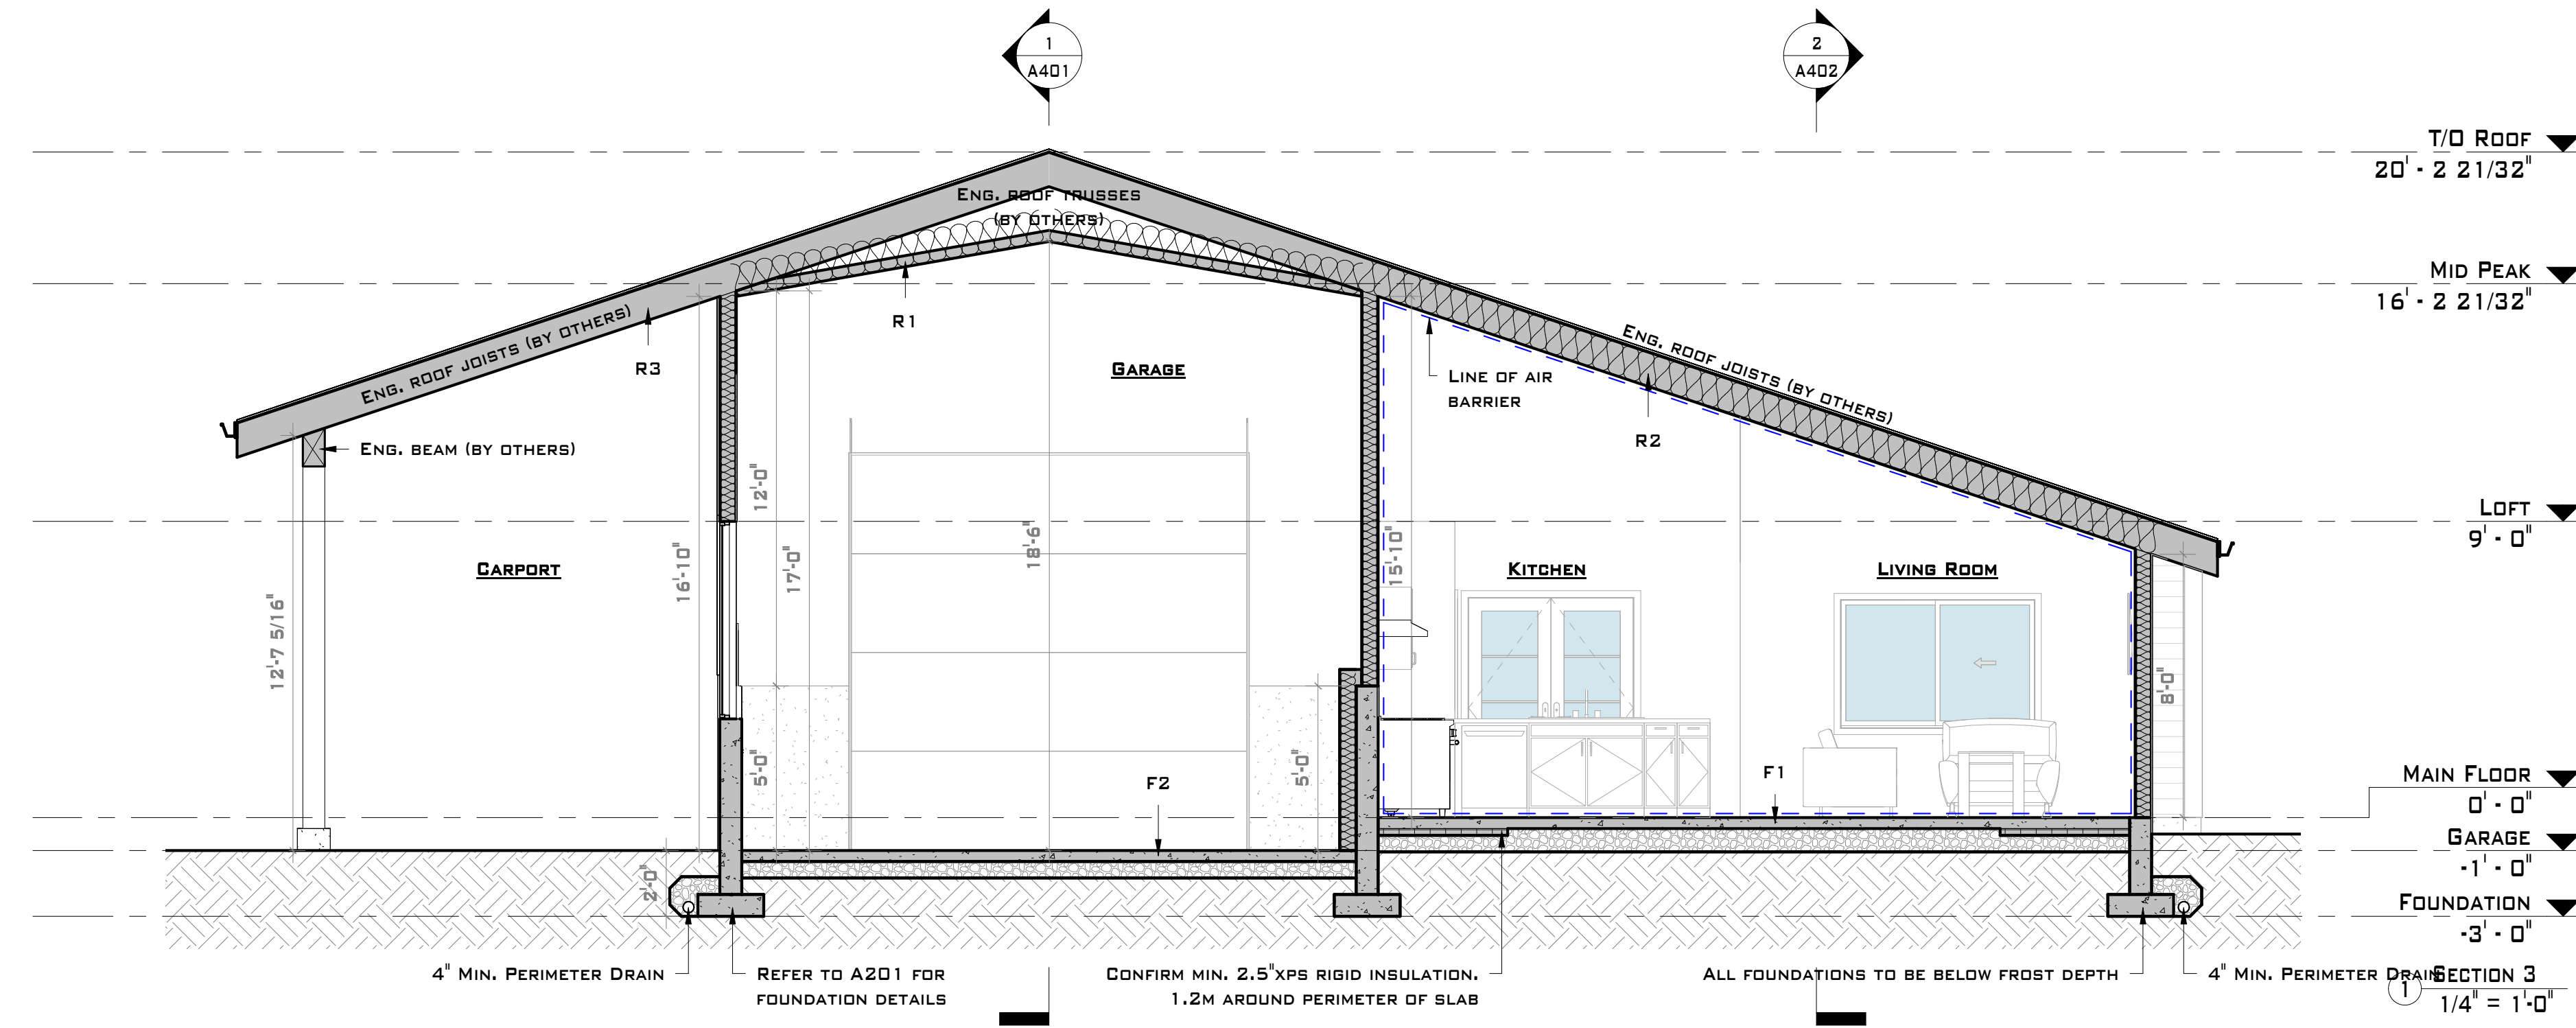 1
A401
2
A402
T/O Roof
20' - 2 21/32"
Eng. roof trusses
(by others)
Mid Peak
16' - 2 21/32"
R1
Eng. roof joists (by others)
R3
Garage
Line of air
barrier
Eng. roof joists (by others)
R2
Eng. beam (by others)
12'-0"
Loft
9' - 0"
Carport
16'-10"
17'-0"
18'-6"
15'-10"
Kitchen
Living Room
12'-7 5/16"
8'-0"
5'-0"
5'-0"
F2
F1
Main Floor
0' - 0"
Garage
-1' - 0"
2'-0"
Foundation
-3' - 0"
4" Min. Perimeter Drain
Refer to A201 for
foundation details
Confirm min. 2.5"xps rigid insulation.
1.2m around perimeter of slab
All foundations to be below frost depth
4" Min. Perimeter Drain
1
Section 3
1/4" = 1'-0"